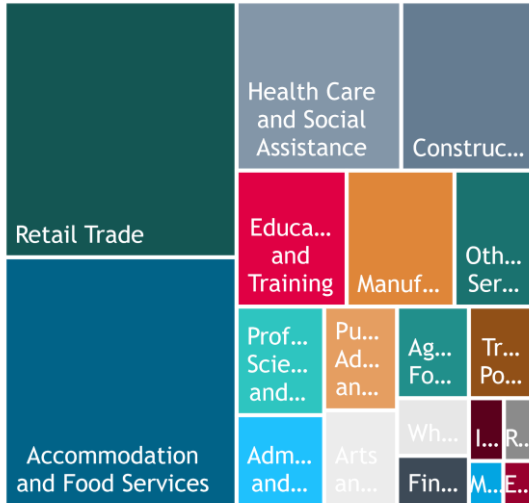 Retail Trade
Accommodation
and Food Services
Health Care
and Social
Assistance
Construc...
Educa...
and
Training
Manuf...
Oth...
Ser...
Prof...
Scie...
and...
Pu...
Ad...
an...
Ag...
Fo...
Tr...
Po...
Adm...
and...
Arts
an...
Wh...
Fin...
I...
R...
M...
E...